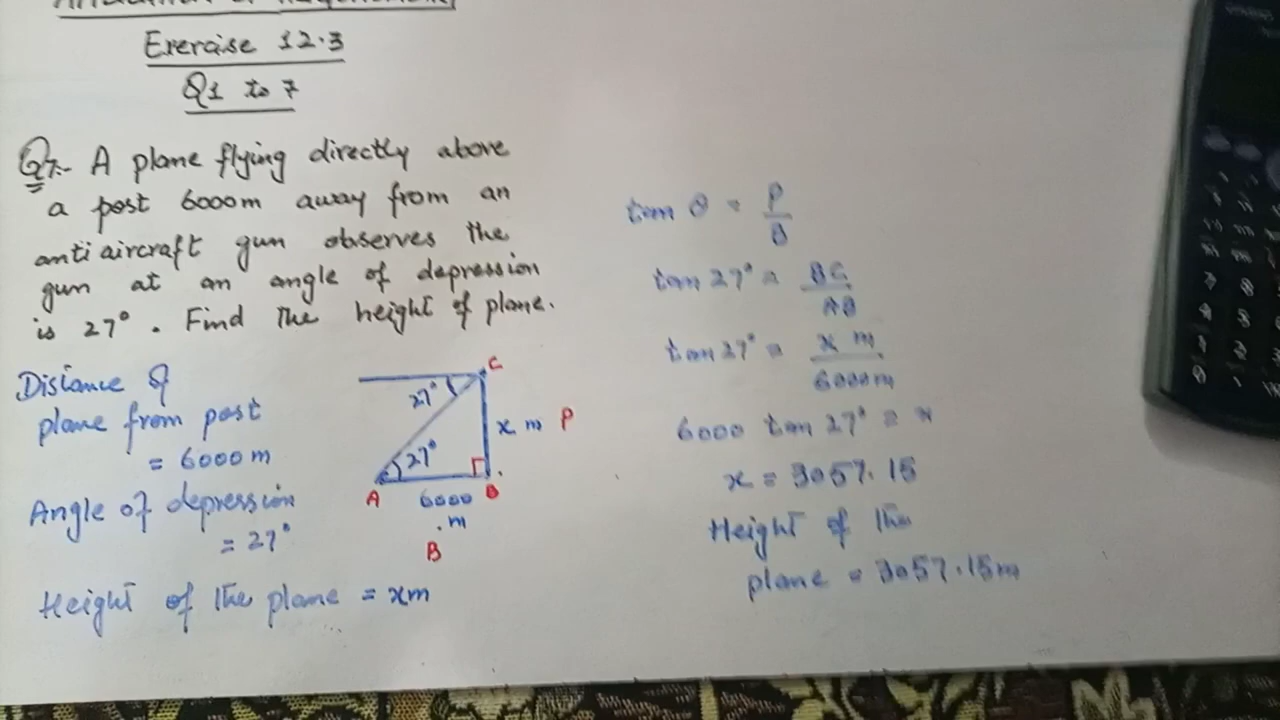 Exercise 12.3
Q1 to 7
Q7:- A plane flying directly above
a post 6000m away from an
anti aircraft gun observes the
gun at an angle of depression
is 27°. Find the height of plane.
Distance of
plane from post
= 6000 m
Angle of depression
= 27°
Height of the plane = xm
C
27°
x m P
27°
A 6000 B
m
B
tan θ = P
B
tan 27° = BC
AB
tan 27° = x m
6000m
6000 tan 27° = x
x = 3057.15
Height of the
plane = 3057.15m